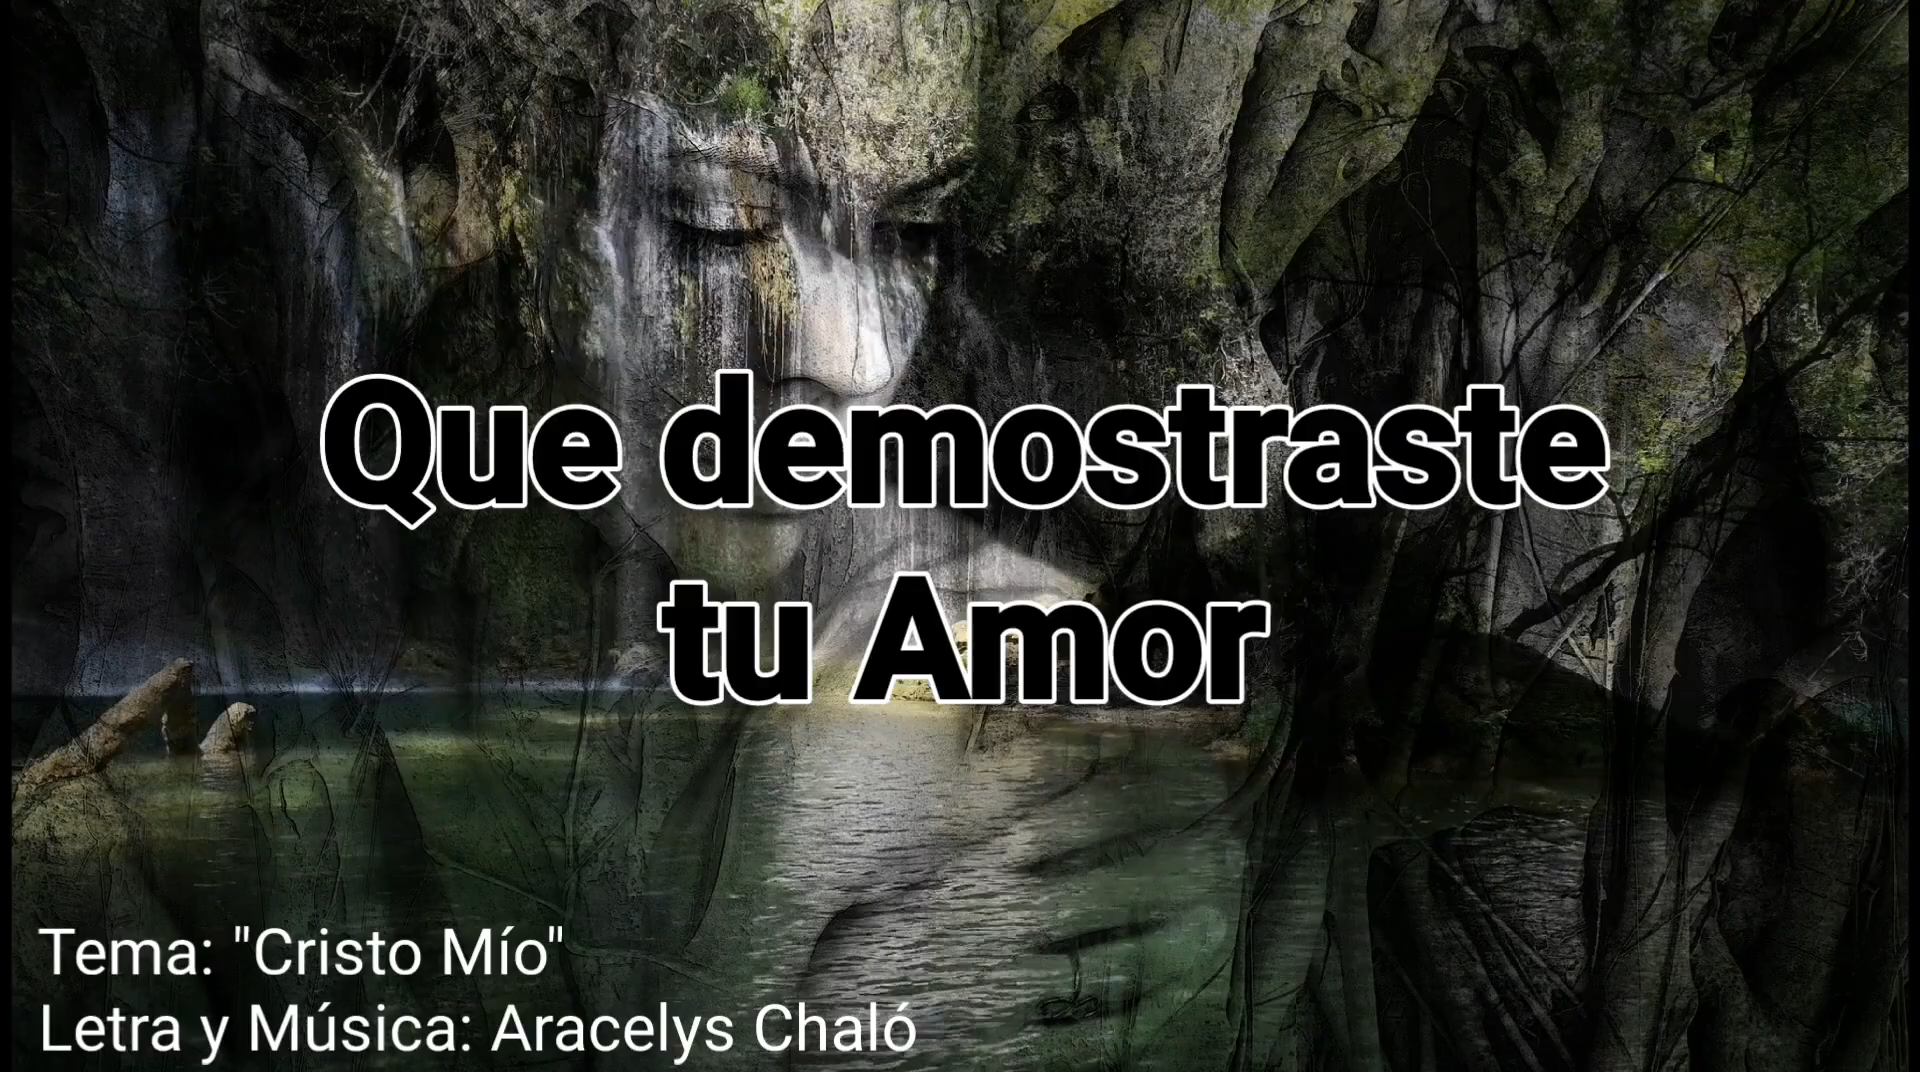 Que demostraste
tu Amor
Tema: "Cristo Mío"
Letra y Música: Aracelys Chaló